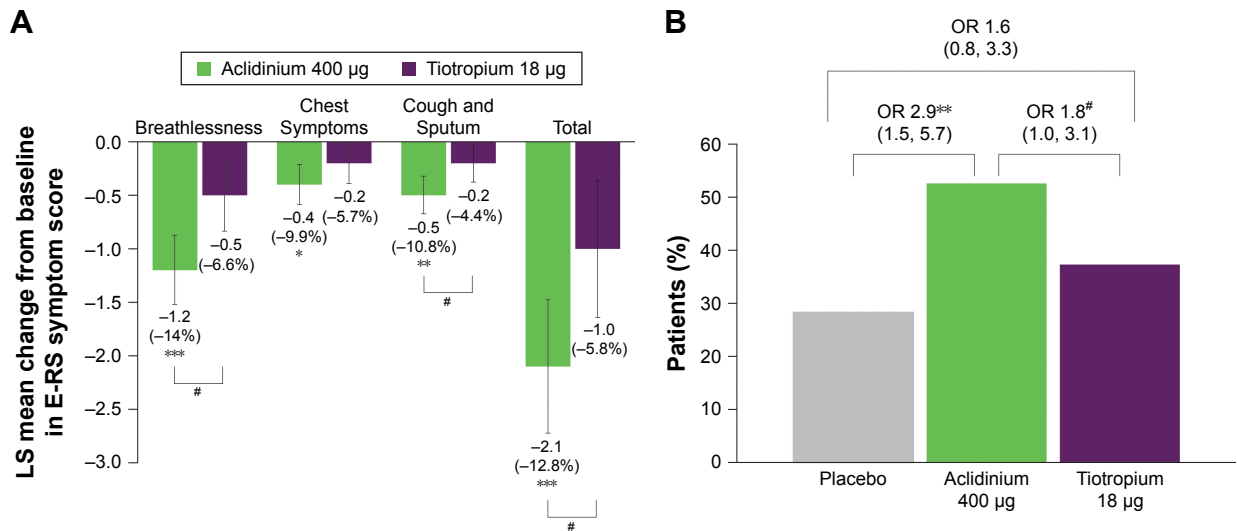 A
Aclidinium 400 µg
Tiotropium 18 µg
LS mean change from baseline
in E-RS symptom score
Breathlessness
Chest
Symptoms
Cough and
Sputum
Total
0.0
–0.5
–1.0
–1.5
–2.0
–2.5
–3.0
–1.2
(–14%)
***
#
–0.5
(–6.6%)
–0.4
(–9.9%)
*
–0.2
(–5.7%)
–0.5
(–10.8%)
**
#
–0.2
(–4.4%)
–2.1
(–12.8%)
***
#
–1.0
(–5.8%)
B
OR 1.6
(0.8, 3.3)
OR 2.9**
(1.5, 5.7)
OR 1.8#
(1.0, 3.1)
Patients (%)
60
50
40
30
20
10
0
Placebo
Aclidinium
400 µg
Tiotropium
18 µg